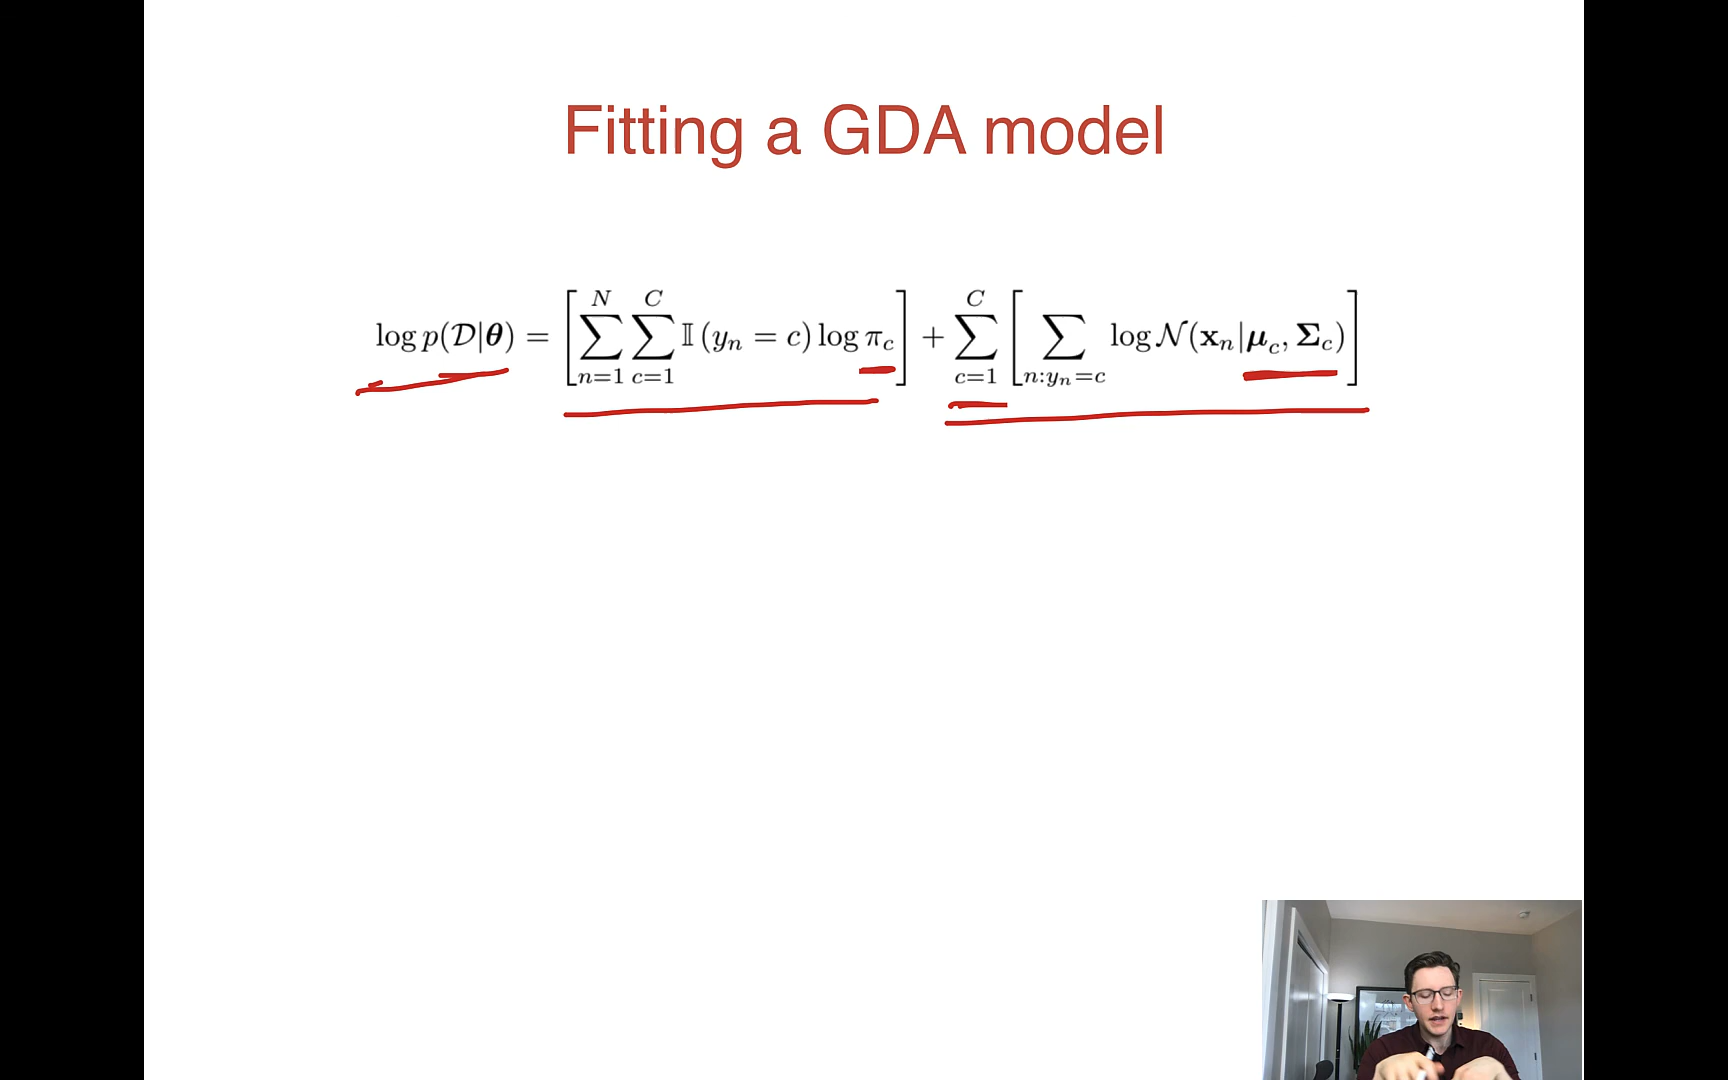 Fitting a GDA model
log p(𝒟|θ) = [∑_{n=1}^{N} ∑_{c=1}^{C} 𝕀 (y_n = c) log π_c] + ∑_{c=1}^{C} [∑_{n:y_n=c} log 𝒩(x_n|μ_c, Σ_c)]